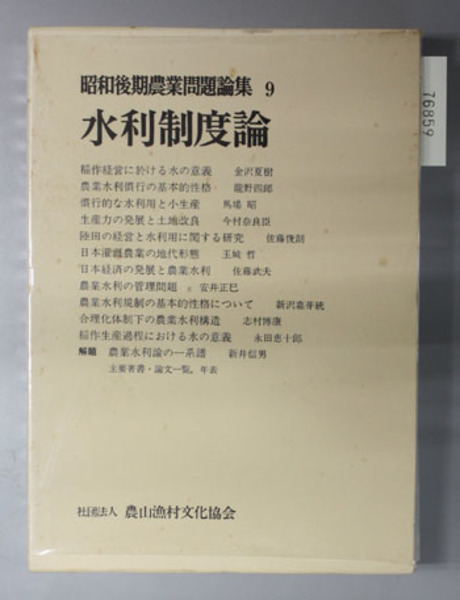 昭和後期農業問題論集 9
水利制度論
稲作経営に於ける水の意義 金沢夏樹
農業水利慣行の基本的性格 龍野四郎
慣行的な水利用と小生産 馬場 昭
生産力の発展と土地改良 今村奈良臣
陸田の経営と水利用に関する研究 佐藤俊朗
日本灌漑農業の地代形態 玉城 哲
日本経済の発展と農業水利 佐藤武夫
農業水利の管理問題 安井正巳
農業水利規制の基本的性格について 新沢嘉芽統
合理化体制下の農業水利構造 志村博康
稲作生産過程における水の意義 永田恵十郎
解題 農業水利論の一系譜 新井信男
主要著書・論文一覧，年表
社団法人 農山漁村文化協会
76859